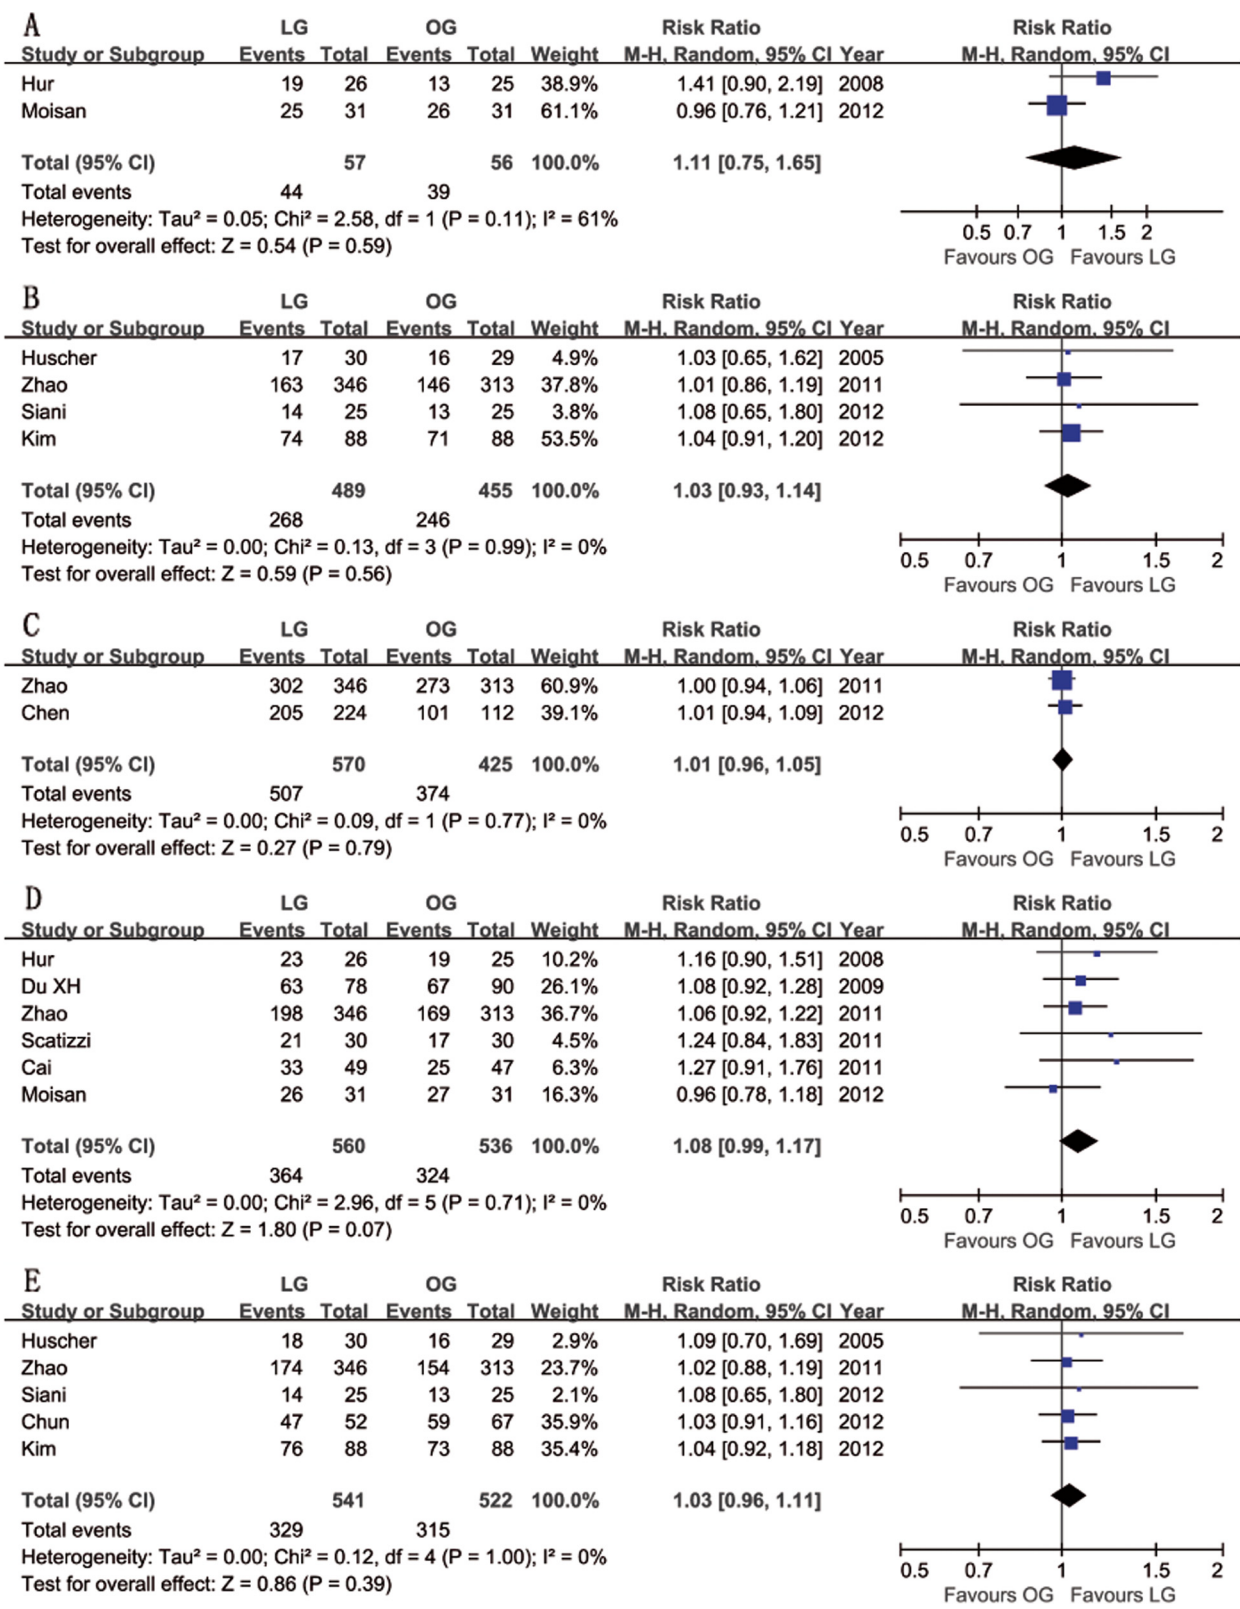 A
LG OG Risk Ratio Risk Ratio
Study or Subgroup Events Total Events Total Weight M-H, Random, 95% CI Year M-H, Random, 95% CI
Hur 19 26 13 25 38.9% 1.41 [0.90, 2.19] 2008
Moisan 25 31 26 31 61.1% 0.96 [0.76, 1.21] 2012
Total (95% CI) 57 56 100.0% 1.11 [0.75, 1.65]
Total events 44 39
Heterogeneity: Tau² = 0.05; Chi² = 2.58, df = 1 (P = 0.11); I² = 61%
Test for overall effect: Z = 0.54 (P = 0.59)
0.5 0.7 1 1.5 2
Favours OG Favours LG
B
LG OG Risk Ratio Risk Ratio
Study or Subgroup Events Total Events Total Weight M-H, Random, 95% CI Year M-H, Random, 95% CI
Huscher 17 30 16 29 4.9% 1.03 [0.65, 1.62] 2005
Zhao 163 346 146 313 37.8% 1.01 [0.86, 1.19] 2011
Siani 14 25 13 25 3.8% 1.08 [0.65, 1.80] 2012
Kim 74 88 71 88 53.5% 1.04 [0.91, 1.20] 2012
Total (95% CI) 489 455 100.0% 1.03 [0.93, 1.14]
Total events 268 246
Heterogeneity: Tau² = 0.00; Chi² = 0.13, df = 3 (P = 0.99); I² = 0%
Test for overall effect: Z = 0.59 (P = 0.56)
0.5 0.7 1 1.5 2
Favours OG Favours LG
C
LG OG Risk Ratio Risk Ratio
Study or Subgroup Events Total Events Total Weight M-H, Random, 95% CI Year M-H, Random, 95% CI
Zhao 302 346 273 313 60.9% 1.00 [0.94, 1.06] 2011
Chen 205 224 101 112 39.1% 1.01 [0.94, 1.09] 2012
Total (95% CI) 570 425 100.0% 1.01 [0.96, 1.05]
Total events 507 374
Heterogeneity: Tau² = 0.00; Chi² = 0.09, df = 1 (P = 0.77); I² = 0%
Test for overall effect: Z = 0.27 (P = 0.79)
0.5 0.7 1 1.5 2
Favours OG Favours LG
D
LG OG Risk Ratio Risk Ratio
Study or Subgroup Events Total Events Total Weight M-H, Random, 95% CI Year M-H, Random, 95% CI
Hur 23 26 19 25 10.2% 1.16 [0.90, 1.51] 2008
Du XH 63 78 67 90 26.1% 1.08 [0.92, 1.28] 2009
Zhao 198 346 169 313 36.7% 1.06 [0.92, 1.22] 2011
Scatizzi 21 30 17 30 4.5% 1.24 [0.84, 1.83] 2011
Cai 33 49 25 47 6.3% 1.27 [0.91, 1.76] 2011
Moisan 26 31 27 31 16.3% 0.96 [0.78, 1.18] 2012
Total (95% CI) 560 536 100.0% 1.08 [0.99, 1.17]
Total events 364 324
Heterogeneity: Tau² = 0.00; Chi² = 2.96, df = 5 (P = 0.71); I² = 0%
Test for overall effect: Z = 1.80 (P = 0.07)
0.5 0.7 1 1.5 2
Favours OG Favours LG
E
LG OG Risk Ratio Risk Ratio
Study or Subgroup Events Total Events Total Weight M-H, Random, 95% CI Year M-H, Random, 95% CI
Huscher 18 30 16 29 2.9% 1.09 [0.70, 1.69] 2005
Zhao 174 346 154 313 23.7% 1.02 [0.88, 1.19] 2011
Siani 14 25 13 25 2.1% 1.08 [0.65, 1.80] 2012
Chun 47 52 59 67 35.9% 1.03 [0.91, 1.16] 2012
Kim 76 88 73 88 35.4% 1.04 [0.92, 1.18] 2012
Total (95% CI) 541 522 100.0% 1.03 [0.96, 1.11]
Total events 329 315
Heterogeneity: Tau² = 0.00; Chi² = 0.12, df = 4 (P = 1.00); I² = 0%
Test for overall effect: Z = 0.86 (P = 0.39)
0.5 0.7 1 1.5 2
Favours OG Favours LG